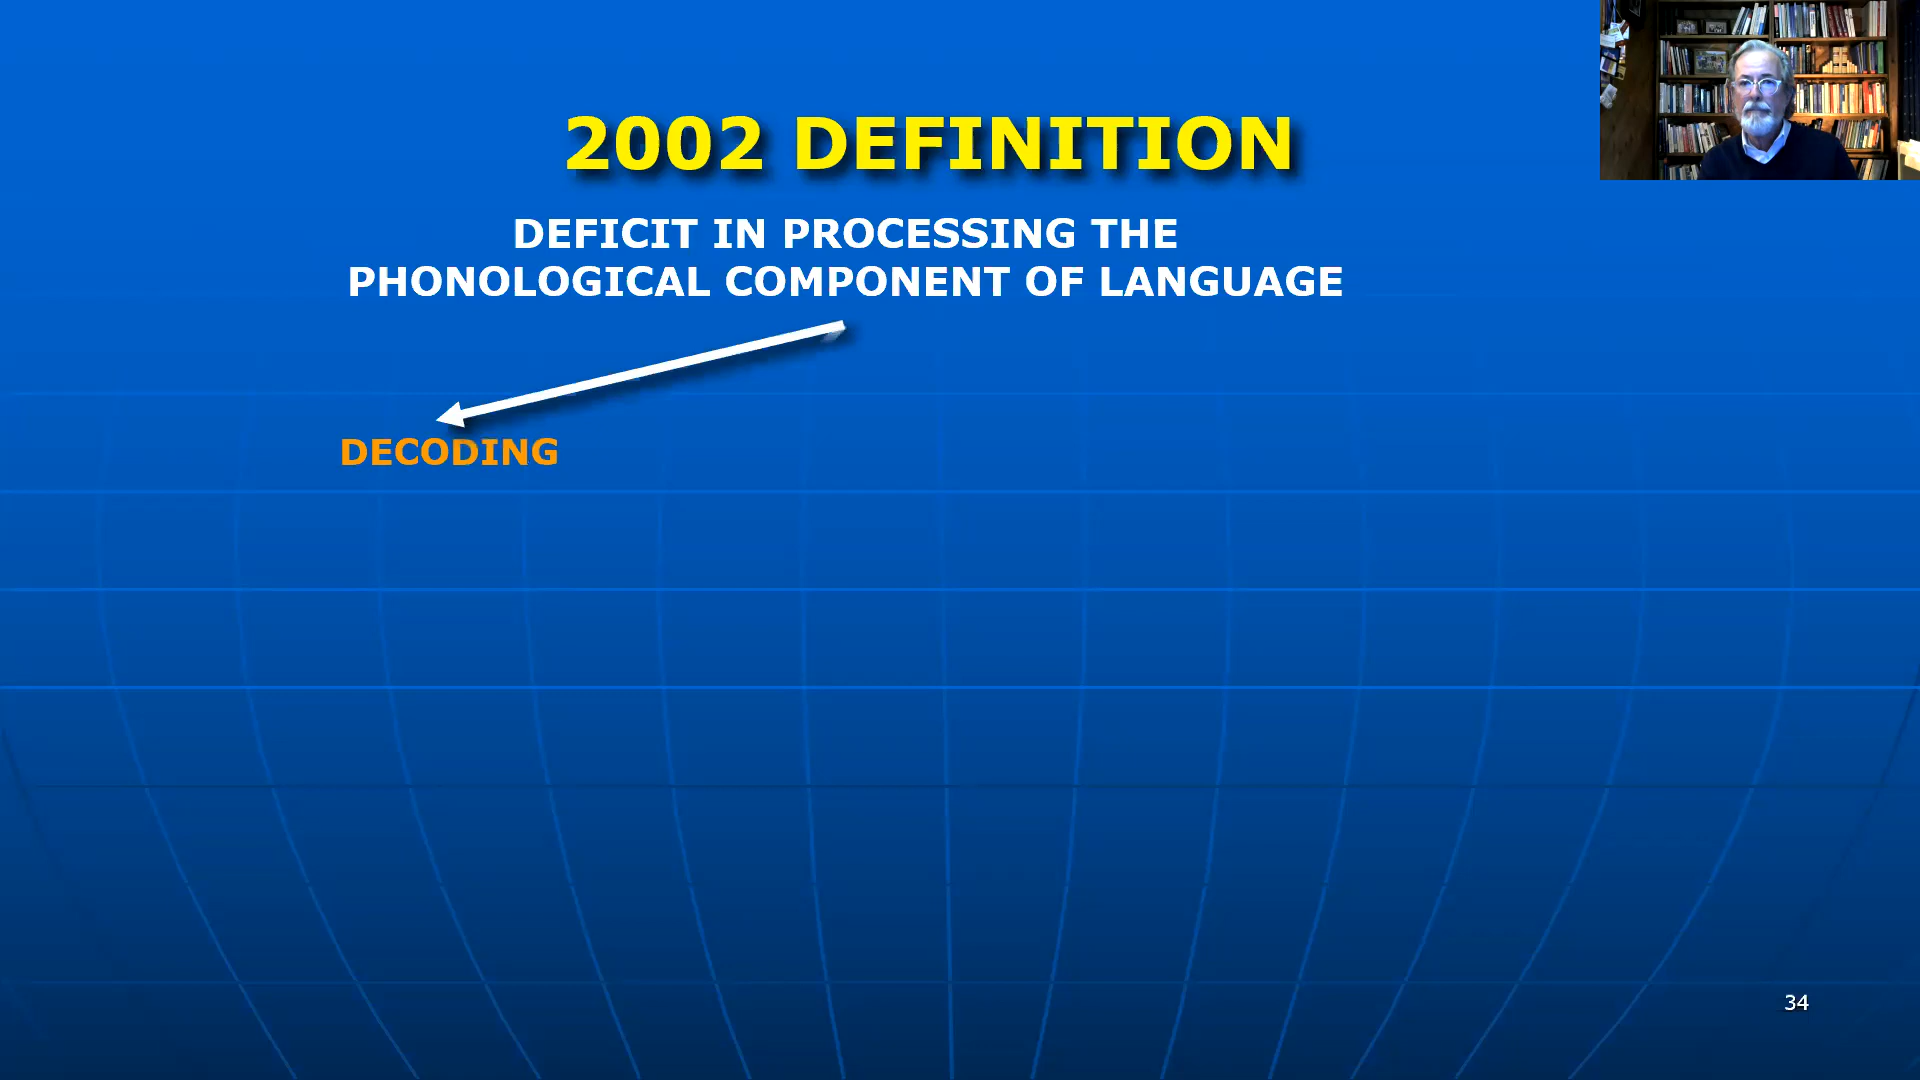 2002 DEFINITION
DEFICIT IN PROCESSING THE
PHONOLOGICAL COMPONENT OF LANGUAGE
DECODING
34